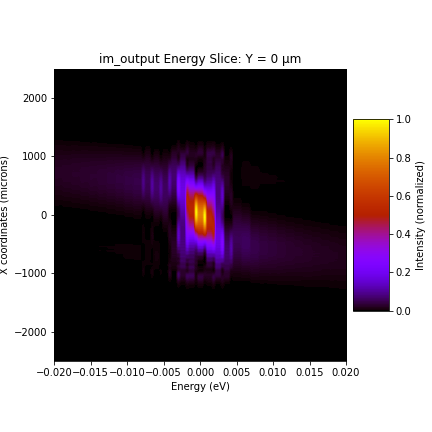 im_output Energy Slice: Y = 0 µm
X coordinates (microns)
2000
1000
0
−1000
−2000
−0.020 −0.015 −0.010 −0.005 0.000 0.005 0.010 0.015 0.020
Energy (eV)
1.0
0.8
0.6
0.4
0.2
0.0
Intensity (normalized)